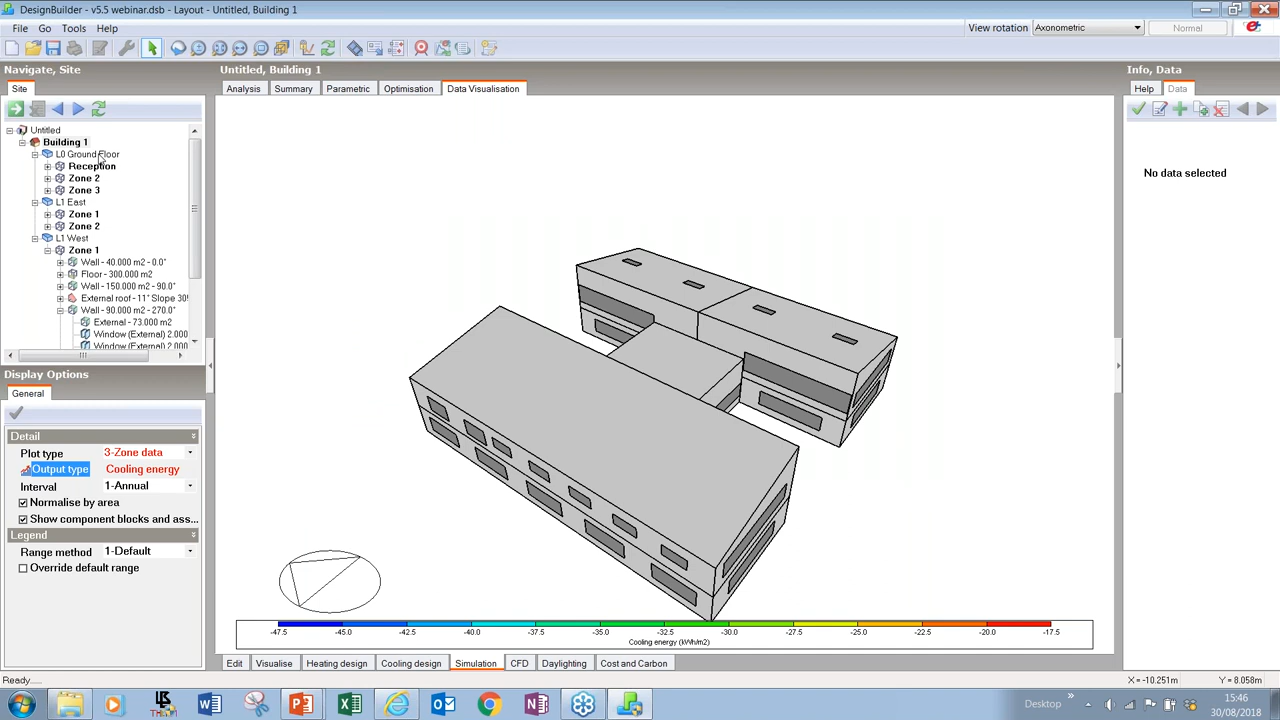 DesignBuilder - v5.5 webinar.dsb - Layout - Untitled, Building 1
File Go Tools Help
View rotation Axonometric Normal
Navigate, Site
Untitled, Building 1
Info, Data
Site
Analysis Summary Parametric Optimisation Data Visualisation
Help Data
Untitled
Building 1
L0 Ground Floor
Reception
Zone 2
Zone 3
L1 East
Zone 1
Zone 2
L1 West
Zone 1
Wall - 40.000 m2 - 0.0°
Floor - 300.000 m2
Wall - 150.000 m2 - 90.0°
External roof - 11° Slope 30
Wall - 90.000 m2 - 270.0°
External - 73.000 m2
Window (External) 2.000
Window (External) 2.000
No data selected
Display Options
General
Detail
Plot type 3-Zone data
Output type Cooling energy
Interval 1-Annual
Normalise by area
Show component blocks and ass...
Legend
Range method 1-Default
Override default range
-47.5 -45.0 -42.5 -40.0 -37.5 -35.0 -32.5 -30.0 -27.5 -25.0 -22.5 -20.0 -17.5
Cooling energy (kWh/m2)
Edit Visualise Heating design Cooling design Simulation CFD Daylighting Cost and Carbon
Ready....
X = -10.251m Y = 8.058m
Desktop
15:46
30/08/2018